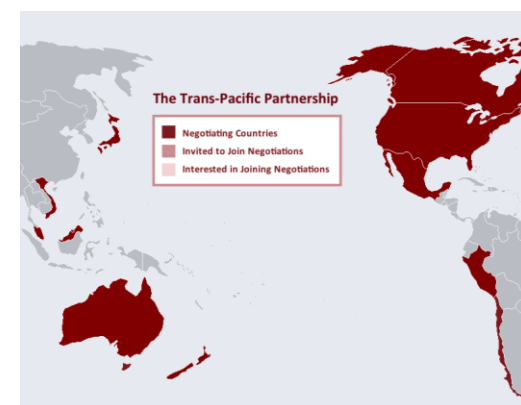 The Trans-Pacific Partnership
Negotiating Countries
Invited to Join Negotiations
Interested in Joining Negotiations